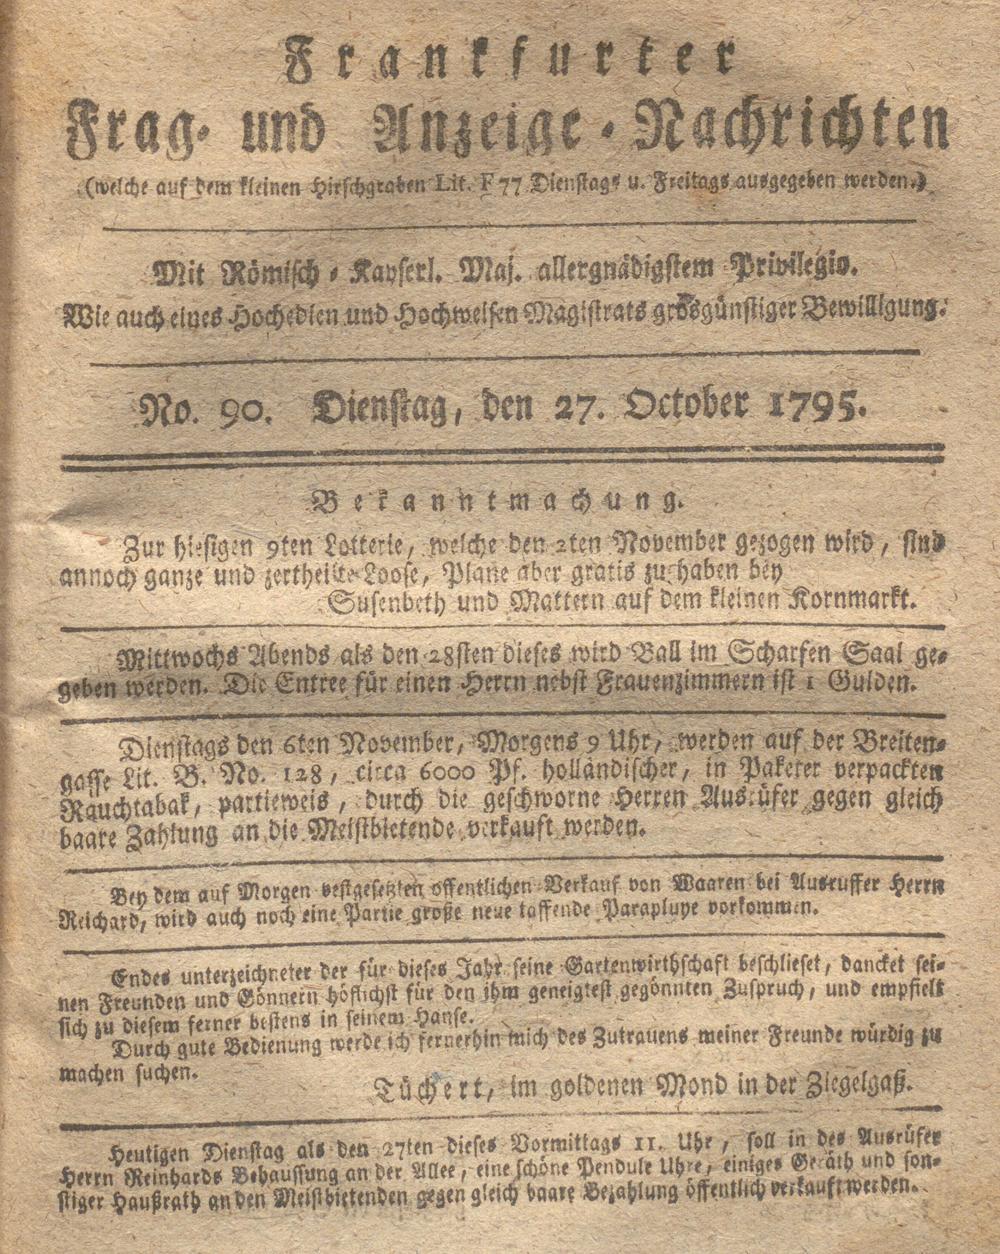 Frankfurter
Frag- und Anzeige-Nachrichten
(welche auf dem kleinen Hirschgraben Lit. F 77 Dienstags u. Freitags ausgegeben werden.)
Mit Römisch-Kayserl. Maj. allergnädigstem Privilegio.
Wie auch eines Hochedlen und Hochweisen Magistrats grosgünstiger Bewilligung.
No. 90. Dienstag, den 27. October 1795.
Bekanntmachung.
Zur hiesigen 9ten Lotterie, welche den 2ten November gezogen wird, sind
annoch ganze und zertheilte Loose, Plane aber gratis zu haben bey
Susenbeth und Mattern auf dem kleinen Kornmarkt.
Mittwochs Abends als den 28sten dieses wird Ball im Scharfen Saal ge-
geben werden. Die Entree für einen Herrn nebst Frauenzimmern ist 1 Gulden.
Dienstags den 6ten November, Morgens 9 Uhr, werden auf der Breiten-
gasse Lit. B. No. 128, circa 6000 Pf. holländischer, in Paketer verpackten
Rauchtabak, partieweis, durch die geschworne Herren Ausrüfer gegen gleich
baare Zahlung an die Meistbietende verkauft werden.
Bey dem auf Morgen vestgesetzten öffentlichen Verkauf von Waaren bei Ausruffer Herrn
Reichard, wird auch noch eine Partie große neue taffende Parapluye vorkommen.
Endes unterzeichneter der für dieses Jahr seine Gartenwirthschaft beschlieset, dancket sei-
nen Freunden und Gönnern höflichst für den ihm geneigtest gegönnten Zuspruch, und empfielt
sich zu diesem ferner bestens in seinem Hause.
Durch gute Bedienung werde ich fernerhin mich des Zutrauens meiner Freunde würdig zu
machen suchen.
Tüchert, im goldenen Mond in der Ziegelgaß.
Heutigen Dienstag als den 27ten dieses Vormittags 11. Uhr, soll in des Ausrüfer
Herrn Reinhards Behaussung an der Allee, eine schöne Pendule Uhre, einiges Geräth und son-
stiger Haußrath an den Meistbietenden gegen gleich baare Bezahlung öffentlich verkauft werden.